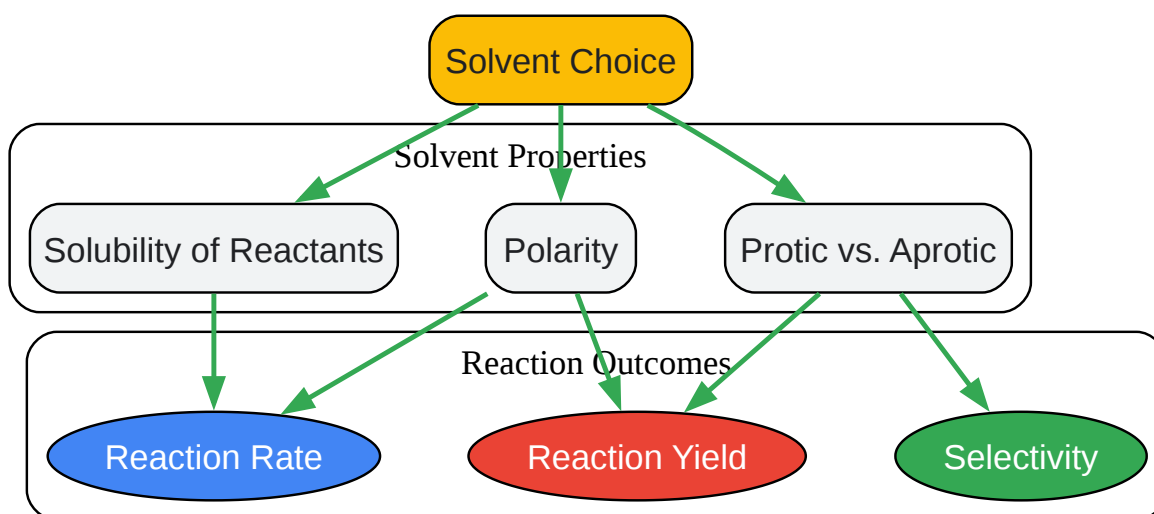 Solvent Choice
Solvent Properties
Solubility of Reactants
Polarity
Protic vs. Aprotic
Reaction Outcomes
Reaction Rate
Reaction Yield
Selectivity